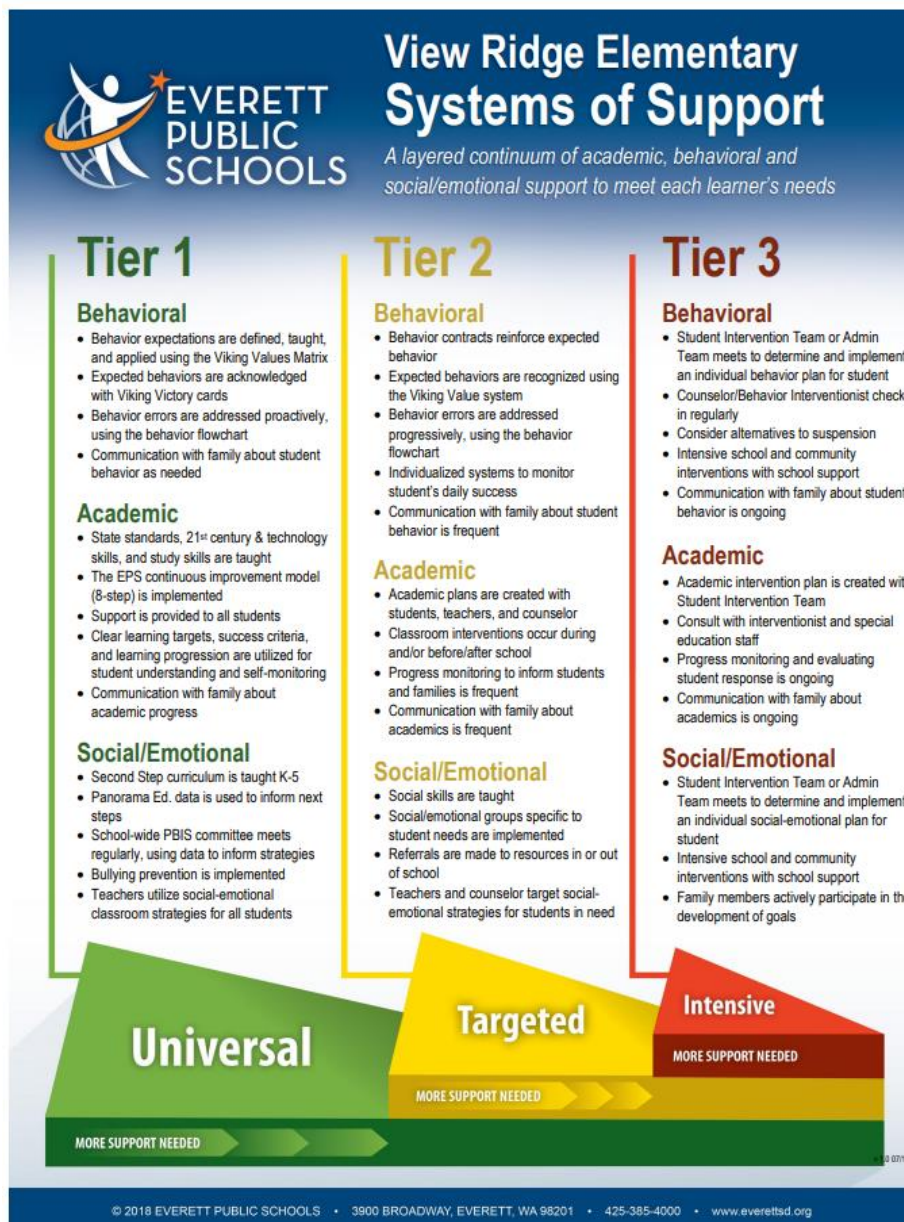 EVERETT
PUBLIC
SCHOOLS
View Ridge Elementary
Systems of Support
A layered continuum of academic, behavioral and
social/emotional support to meet each learner's needs
Tier 1
Behavioral
• Behavior expectations are defined, taught,
and applied using the Viking Values Matrix
• Expected behaviors are acknowledged
with Viking Victory cards
• Behavior errors are addressed proactively,
using the behavior flowchart
• Communication with family about student
behavior as needed
Academic
• State standards, 21st century & technology
skills, and study skills are taught
• The EPS continuous improvement model
(8-step) is implemented
• Support is provided to all students
• Clear learning targets, success criteria,
and learning progression are utilized for
student understanding and self-monitoring
• Communication with family about
academic progress
Social/Emotional
• Second Step curriculum is taught K-5
• Panorama Ed. data is used to inform next
steps
• School-wide PBIS committee meets
regularly, using data to inform strategies
• Bullying prevention is implemented
• Teachers utilize social-emotional
classroom strategies for all students
Tier 2
Behavioral
• Behavior contracts reinforce expected
behavior
• Expected behaviors are recognized using
the Viking Value system
• Behavior errors are addressed
progressively, using the behavior
flowchart
• Individualized systems to monitor
student's daily success
• Communication with family about student
behavior is frequent
Academic
• Academic plans are created with
students, teachers, and counselor
• Classroom interventions occur during
and/or before/after school
• Progress monitoring to inform students
and families is frequent
• Communication with family about
academics is frequent
Social/Emotional
• Social skills are taught
• Social/emotional groups specific to
student needs are implemented
• Referrals are made to resources in or out
of school
• Teachers and counselor target social-
emotional strategies for students in need
Tier 3
Behavioral
• Student Intervention Team or Admin
Team meets to determine and implement
an individual behavior plan for student
• Counselor/Behavior Interventionist check
in regularly
• Consider alternatives to suspension
• Intensive school and community
interventions with school support
• Communication with family about student
behavior is ongoing
Academic
• Academic intervention plan is created wit
Student Intervention Team
• Consult with interventionist and special
education staff
• Progress monitoring and evaluating
student response is ongoing
• Communication with family about
academics is ongoing
Social/Emotional
• Student Intervention Team or Admin
Team meets to determine and implement
an individual social-emotional plan for
student
• Intensive school and community
interventions with school support
• Family members actively participate in th
development of goals
Universal
MORE SUPPORT NEEDED
Targeted
MORE SUPPORT NEEDED
Intensive
MORE SUPPORT NEEDED
© 2018 EVERETT PUBLIC SCHOOLS • 3900 BROADWAY, EVERETT, WA 98201 • 425-385-4000 • www.everettsd.org